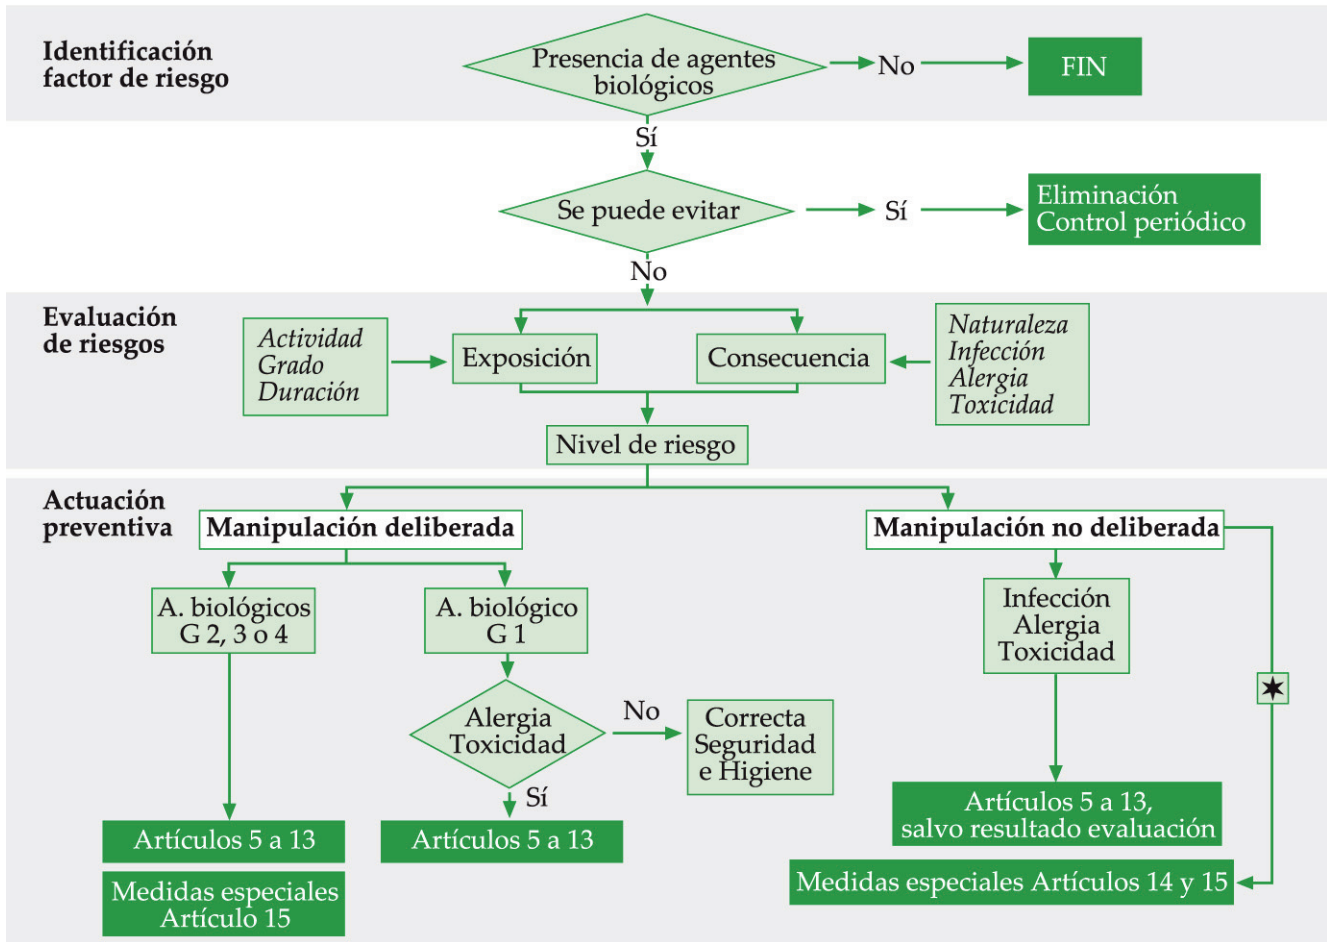 Identificación
factor de riesgo
Presencia de agentes
biológicos
No
FIN
Sí
Se puede evitar
Sí
Eliminación
Control periódico
No
Evaluación
de riesgos
Actividad
Grado
Duración
Exposición
Consecuencia
Naturaleza
Infección
Alergia
Toxicidad
Nivel de riesgo
Actuación
preventiva
Manipulación deliberada
Manipulación no deliberada
A. biológicos
G 2, 3 o 4
A. biológico
G 1
Infección
Alergia
Toxicidad
Alergia
Toxicidad
No
Correcta
Seguridad
e Higiene
Sí
Artículos 5 a 13
Artículos 5 a 13
Artículos 5 a 13,
salvo resultado evaluación
Medidas especiales
Artículo 15
Medidas especiales Artículos 14 y 15